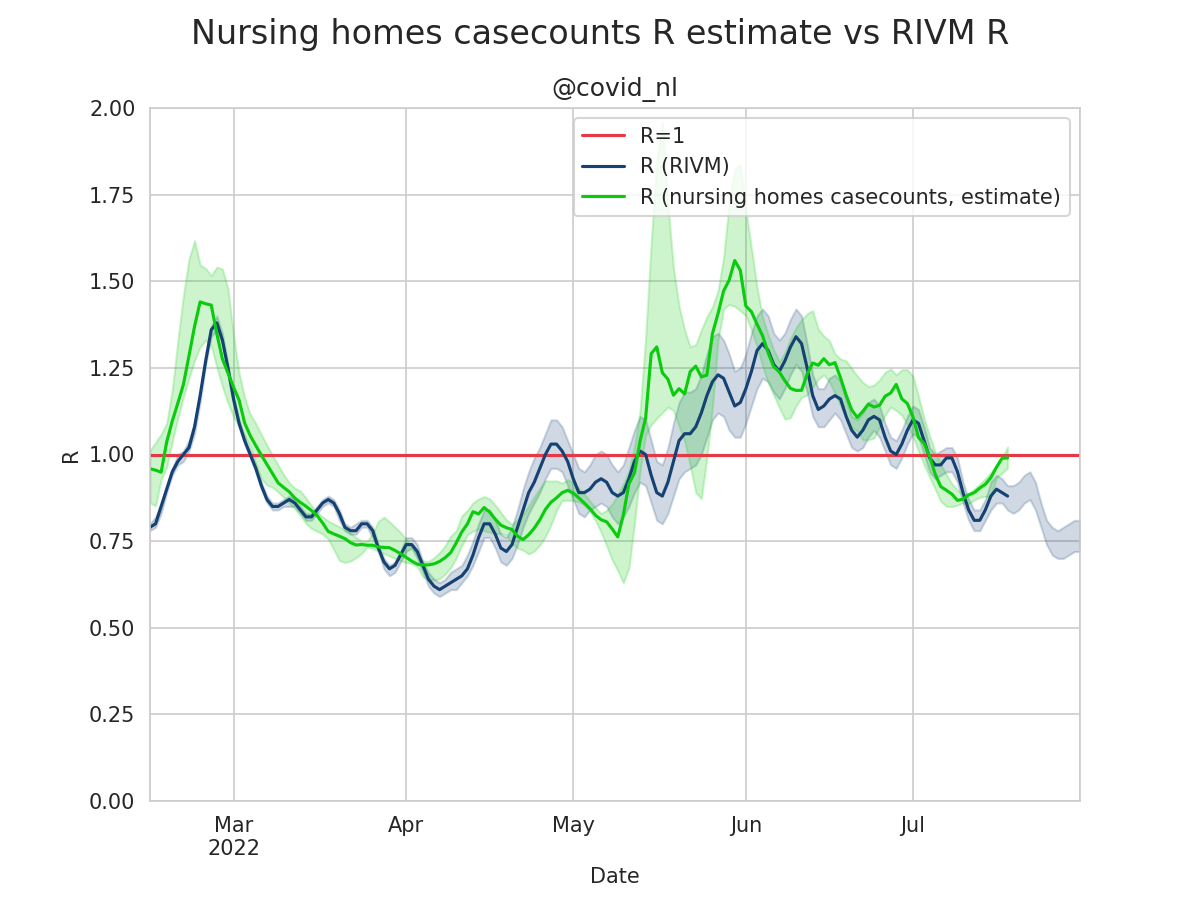 Nursing homes casecounts R estimate vs RIVM R
@covid_nl
2.00
1.75
1.50
1.25
1.00
0.75
0.50
0.25
0.00
R
R=1
R (RIVM)
R (nursing homes casecounts, estimate)
Mar
2022
Apr
May
Jun
Jul
Date